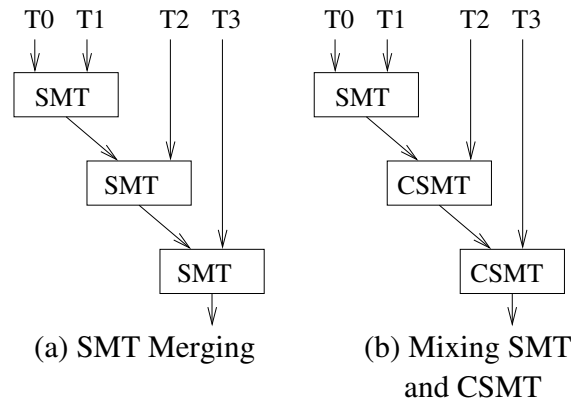 T0 T1 T2 T3
SMT
SMT
SMT
(a) SMT Merging
T0 T1 T2 T3
SMT
CSMT
CSMT
(b) Mixing SMT
and CSMT